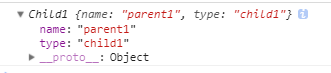 ▼ Child1 {name: "parent1", type: "child1"} i
name: "parent1"
type: "child1"
▶ __proto__: Object